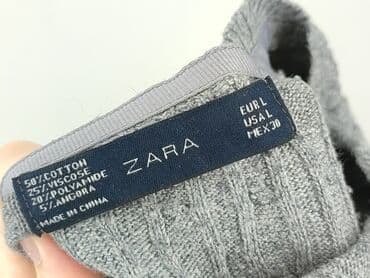 50%COTTON
25%VISCOSE
20%POLYAMIDE
5%ANGORA
MADE IN CHINA
ZARA
EUR L
USA L
MEX 30